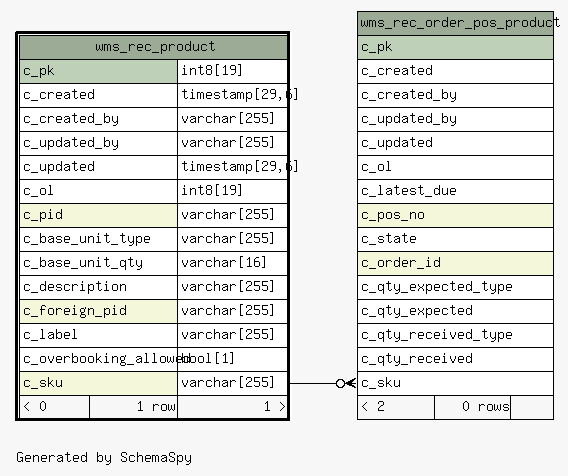 wms_rec_product
c_pk int8[19]
c_created timestamp[29,6]
c_created_by varchar[255]
c_updated_by varchar[255]
c_updated timestamp[29,6]
c_ol int8[19]
c_pid varchar[255]
c_base_unit_type varchar[255]
c_base_unit_qty varchar[16]
c_description varchar[255]
c_foreign_pid varchar[255]
c_label varchar[255]
c_overbooking_allowed bool[1]
c_sku varchar[255]
< 0 1 row 1 >
wms_rec_order_pos_product
c_pk
c_created
c_created_by
c_updated_by
c_updated
c_ol
c_latest_due
c_pos_no
c_state
c_order_id
c_qty_expected_type
c_qty_expected
c_qty_received_type
c_qty_received
c_sku
< 2 0 rows
Generated by SchemaSpy